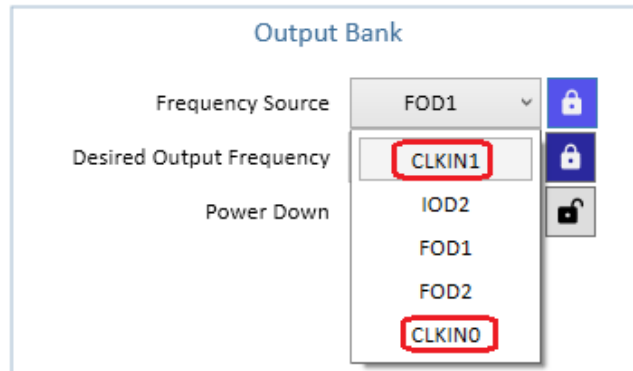 Output Bank
Frequency Source FOD1
Desired Output Frequency CLKIN1
Power Down IOD2
FOD1
FOD2
CLKIN0